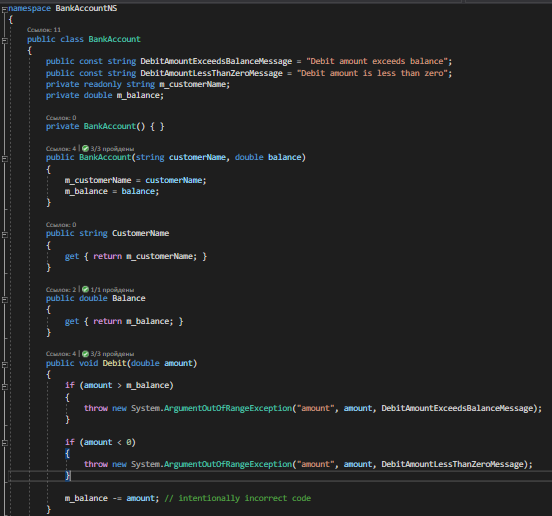 namespace BankAccountNS
{
Ссылок: 11
public class BankAccount
{
public const string DebitAmountExceedsBalanceMessage = "Debit amount exceeds balance";
public const string DebitAmountLessThanZeroMessage = "Debit amount is less than zero";
private readonly string m_customerName;
private double m_balance;
Ссылок: 0
private BankAccount() { }
Ссылок: 4 | 3/3 пройдены
public BankAccount(string customerName, double balance)
{
m_customerName = customerName;
m_balance = balance;
}
Ссылок: 0
public string CustomerName
{
get { return m_customerName; }
}
Ссылок: 2 | 1/1 пройдены
public double Balance
{
get { return m_balance; }
}
Ссылок: 4 | 3/3 пройдены
public void Debit(double amount)
{
if (amount > m_balance)
{
throw new System.ArgumentOutOfRangeException("amount", amount, DebitAmountExceedsBalanceMessage);
}
if (amount < 0)
{
throw new System.ArgumentOutOfRangeException("amount", amount, DebitAmountLessThanZeroMessage);
}
m_balance -= amount; // intentionally incorrect code
}